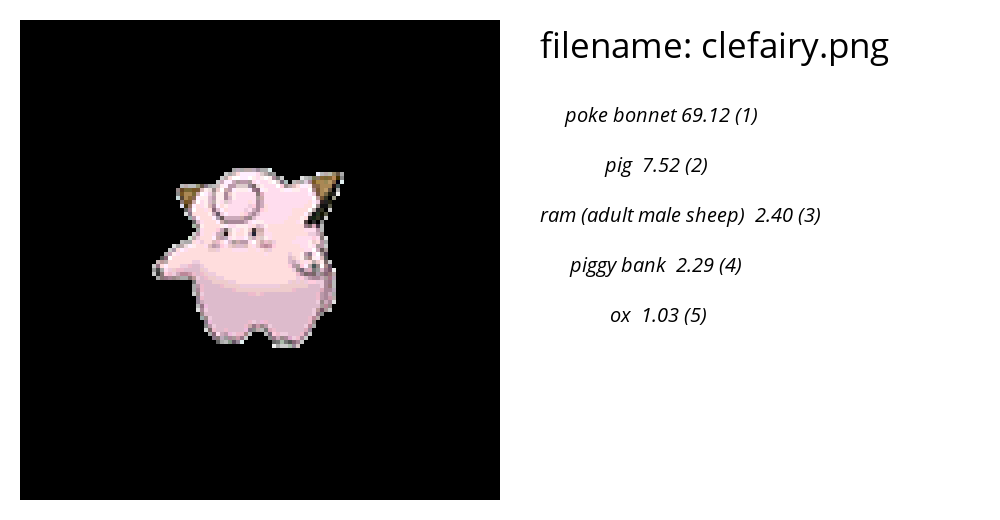 filename: clefairy.png
poke bonnet 69.12 (1)
pig 7.52 (2)
ram (adult male sheep) 2.40 (3)
piggy bank 2.29 (4)
ox 1.03 (5)